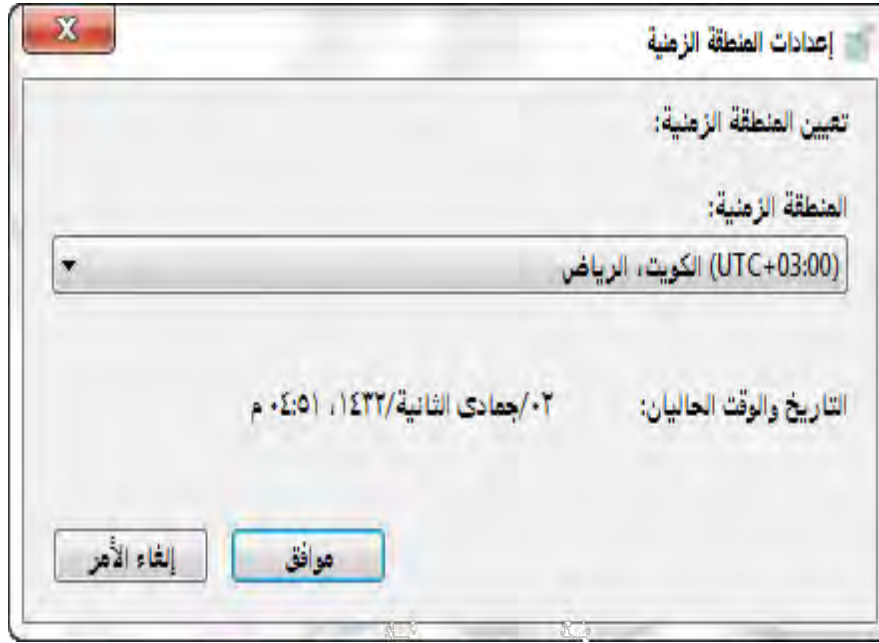 إعدادات المنطقة الزمنية
تعيين المنطقة الزمنية:
المنطقة الزمنية:
(UTC+03:00) الكويت، الرياض
التاريخ والوقت الحاليان: ٠٢/جمادى الثانية/١٤٣٢، ٠٤:٥١ م
موافق إلغاء الأمر